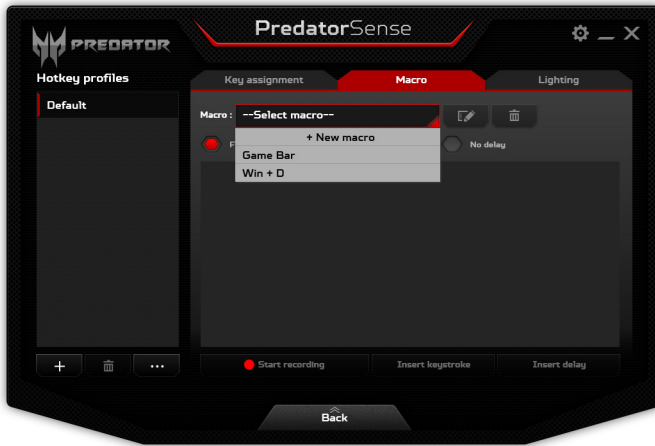 PredatorSense
PREDATOR
Hotkey profiles
Default
Key assignment
Macro
Lighting
Macro :
--Select macro--
+ New macro
Game Bar
Win + D
No delay
Start recording
Insert keystroke
Insert delay
Back